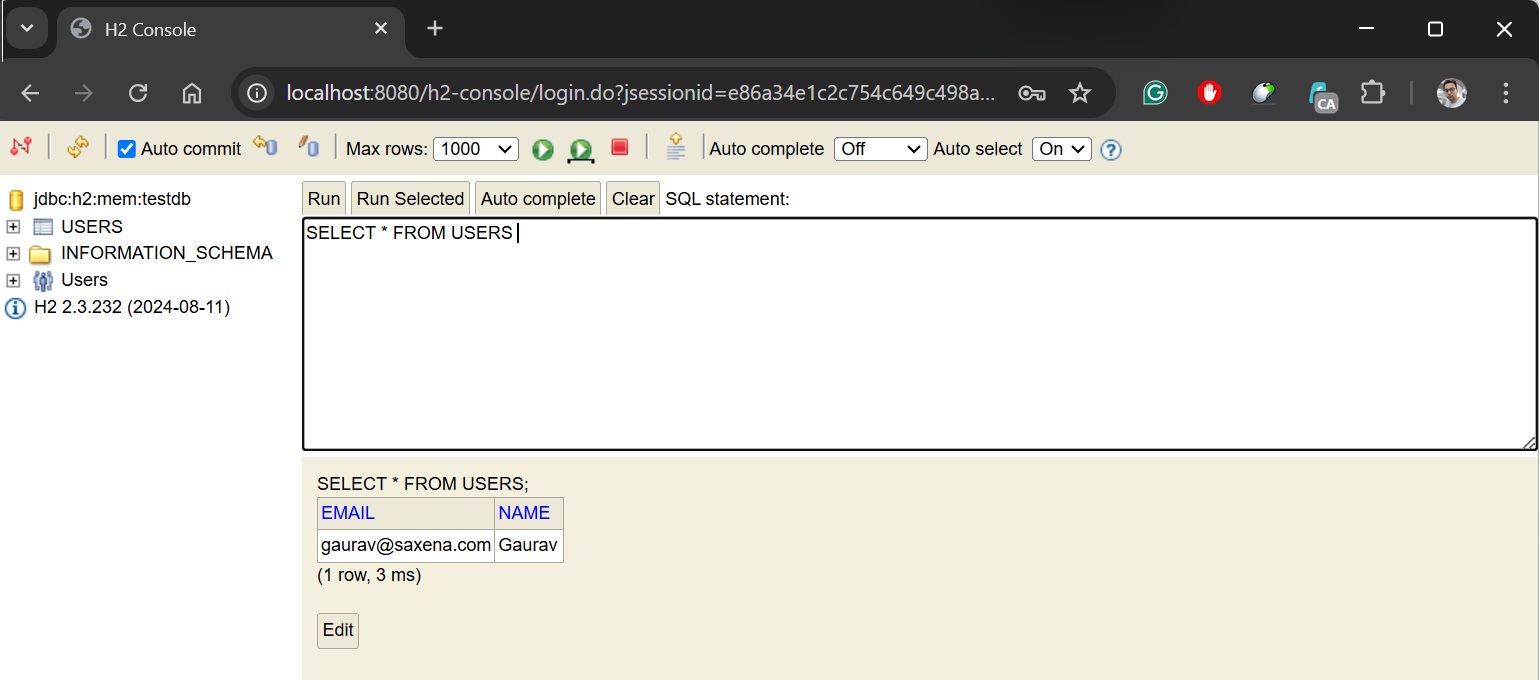 H2 Console
localhost:8080/h2-console/login.do?jsessionid=e86a34e1c2c754c649c498a...
CA
Auto commit Max rows: 1000 Auto complete Off Auto select On ?
jdbc:h2:mem:testdb
USERS
INFORMATION_SCHEMA
Users
H2 2.3.232 (2024-08-11)
Run Run Selected Auto complete Clear SQL statement:
SELECT * FROM USERS
SELECT * FROM USERS;
EMAIL NAME
gaurav@saxena.com Gaurav
(1 row, 3 ms)
Edit